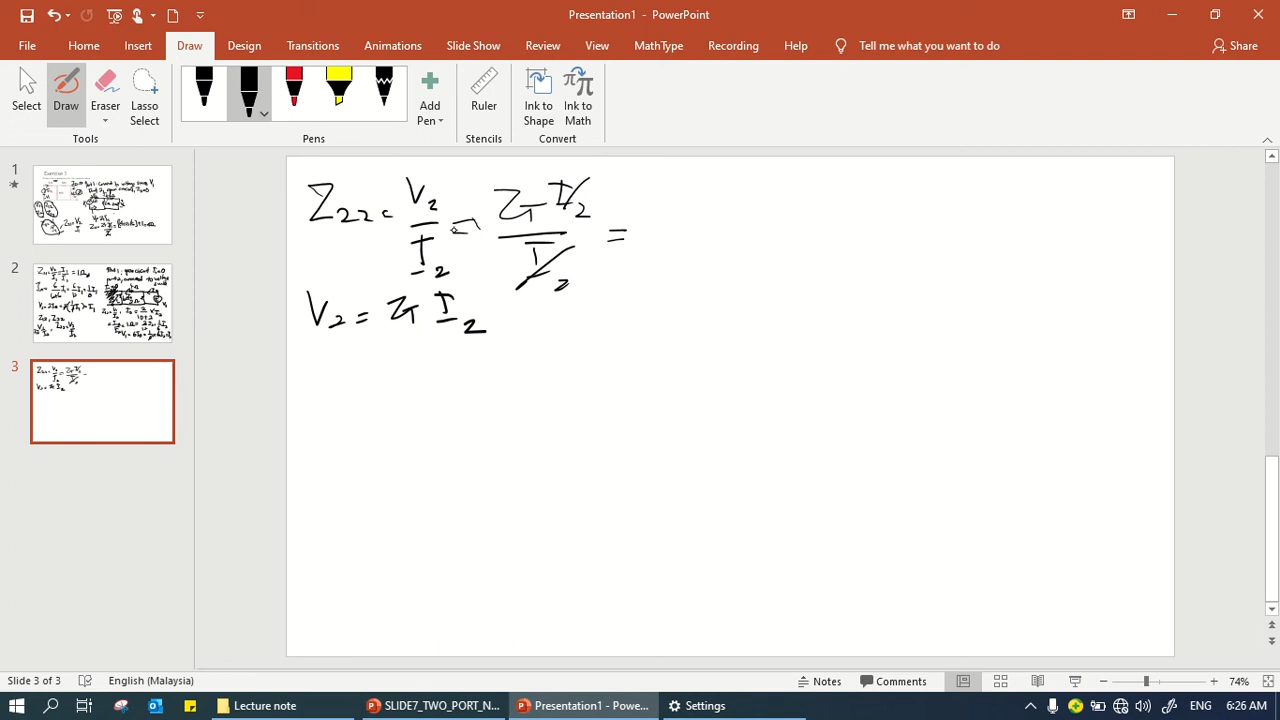 Presentation1 - PowerPoint
File Home Insert Draw Design Transitions Animations Slide Show Review View MathType Recording Help Tell me what you want to do Share
Select Draw Eraser Lasso Select Add Pen Ruler Ink to Shape Ink to Math
Tools Pens Stencils Convert
1
2
3
Z22 = V2/I2 = ZT I2/I2 =
V2 = ZT I2
Slide 3 of 3 English (Malaysia) Notes Comments 74%
Lecture note SLIDE7_TWO_PORT_N... Presentation1 - Powe... Settings ENG 6:26 AM